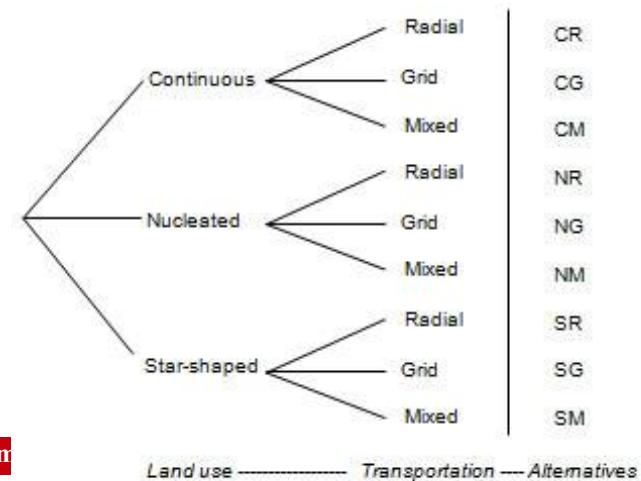 Radial CR
Continuous Grid CG
Mixed CM
Radial NR
Nucleated Grid NG
Mixed NM
Radial SR
Star-shaped Grid SG
Mixed SM
Land use ------------------ Transportation ---- Alternatives